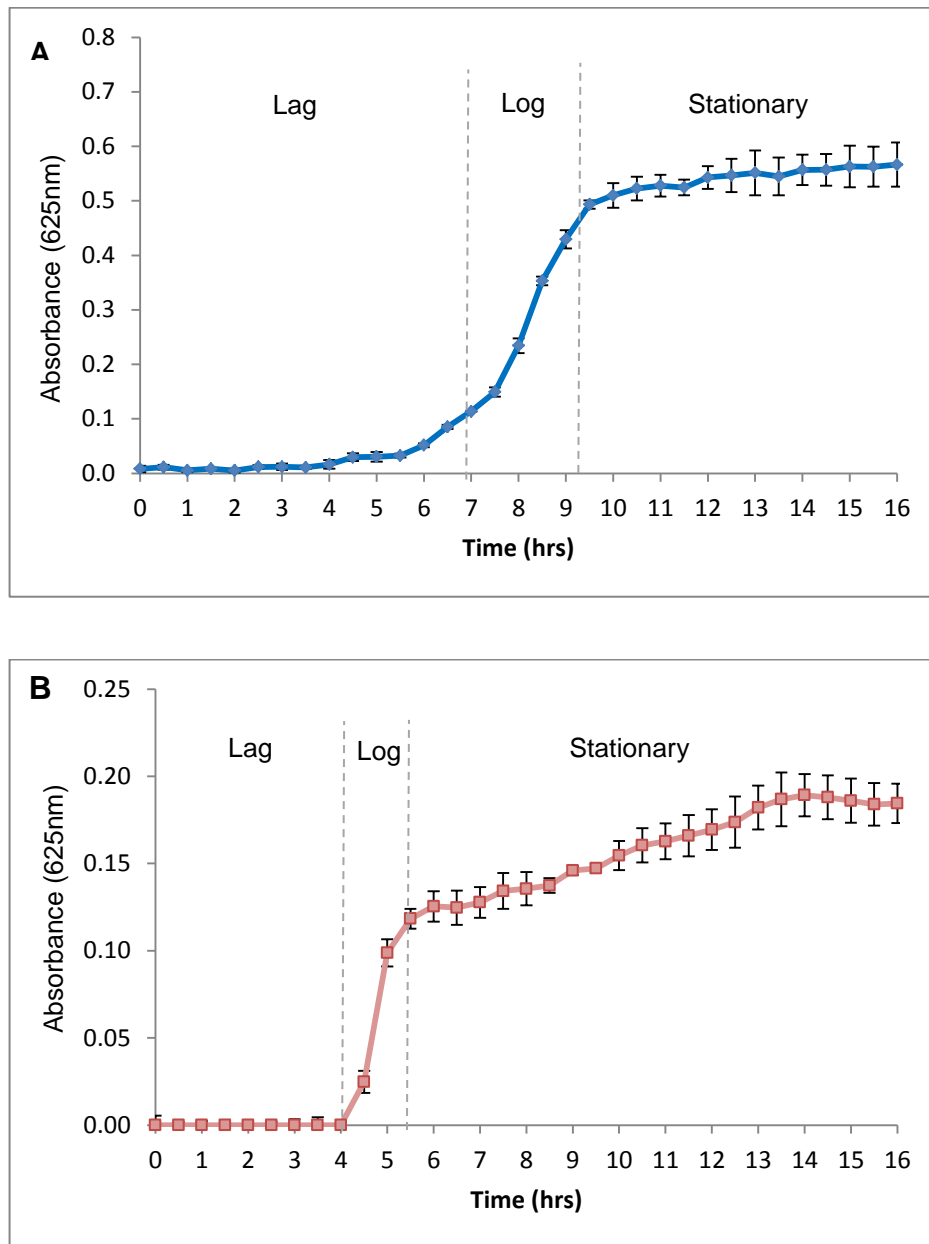 A
0.8
0.7
0.6
0.5
0.4
0.3
0.2
0.1
0.0
Absorbance (625nm)
Lag
Log
Stationary
0 1 2 3 4 5 6 7 8 9 10 11 12 13 14 15 16
Time (hrs)
B
0.25
0.20
0.15
0.10
0.05
0.00
Absorbance (625nm)
Lag
Log
Stationary
0 1 2 3 4 5 6 7 8 9 10 11 12 13 14 15 16
Time (hrs)